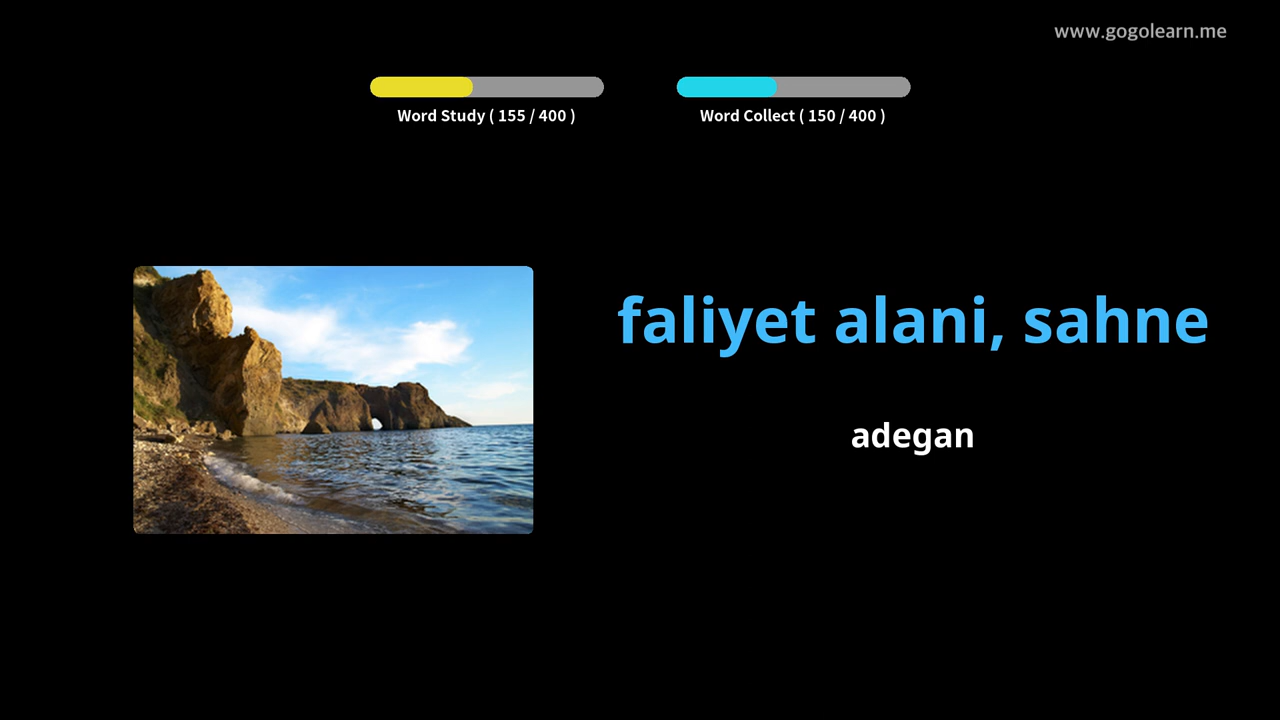 www.gogolearn.me
Word Study ( 155 / 400 )
Word Collect ( 150 / 400 )
faliyet alani, sahne
adegan